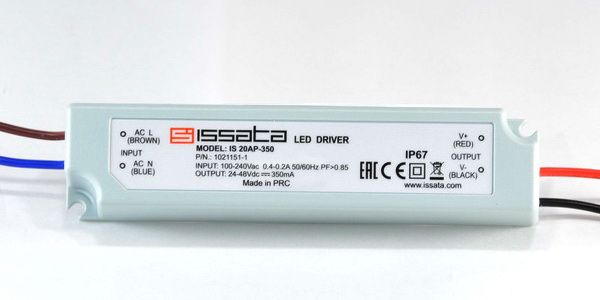 issata LED DRIVER
MODEL: IS 20AP-350
P/N.: 1021151-1
INPUT: 100-240Vac 0.4-0.2A 50/60Hz PF>0.85
OUTPUT: 24-48Vdc ⎓ 350mA
Made in PRC
AC L
(BROWN)
INPUT
AC N
(BLUE)
IP67
EAC CE
www.issata.com
V+
(RED)
OUTPUT
V-
(BLACK)